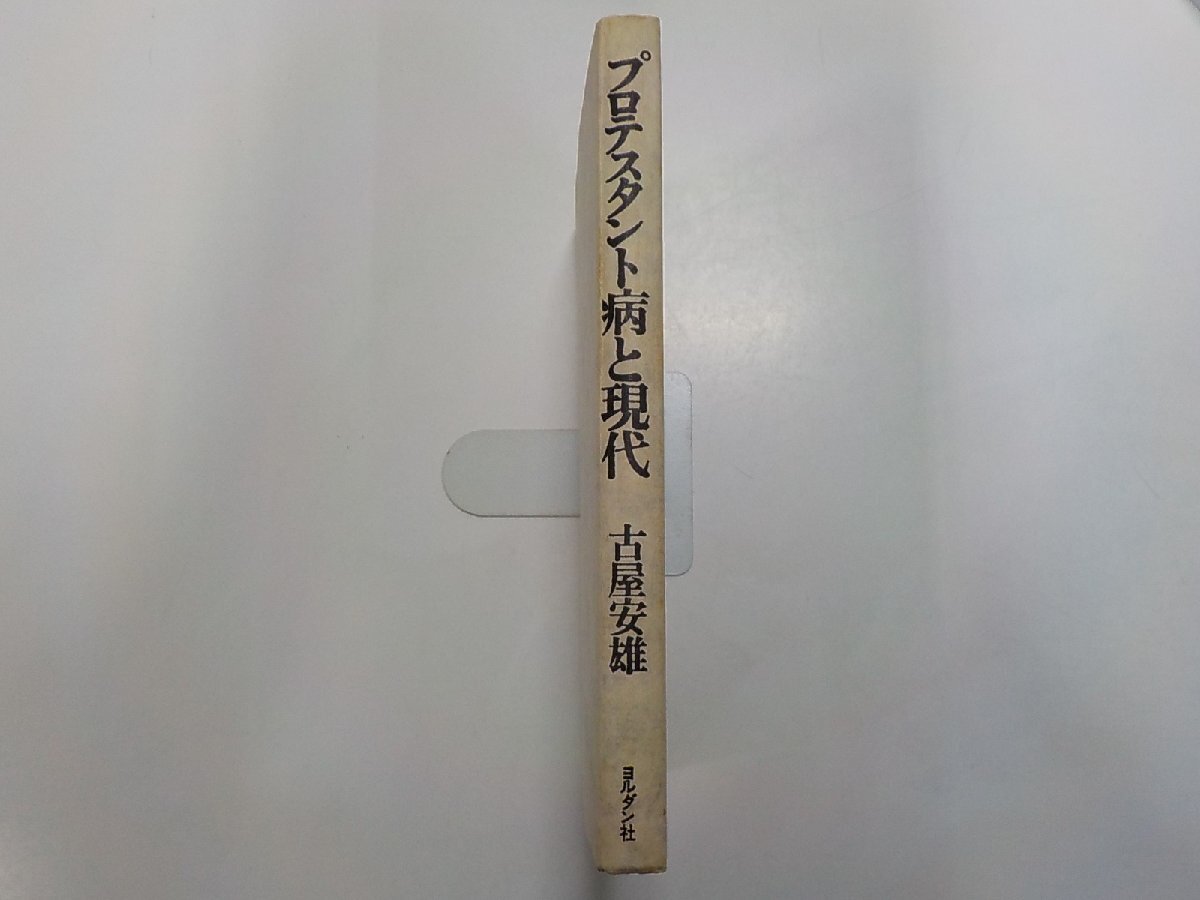 プロテスタント病と現代
古屋安雄
ヨルダン社